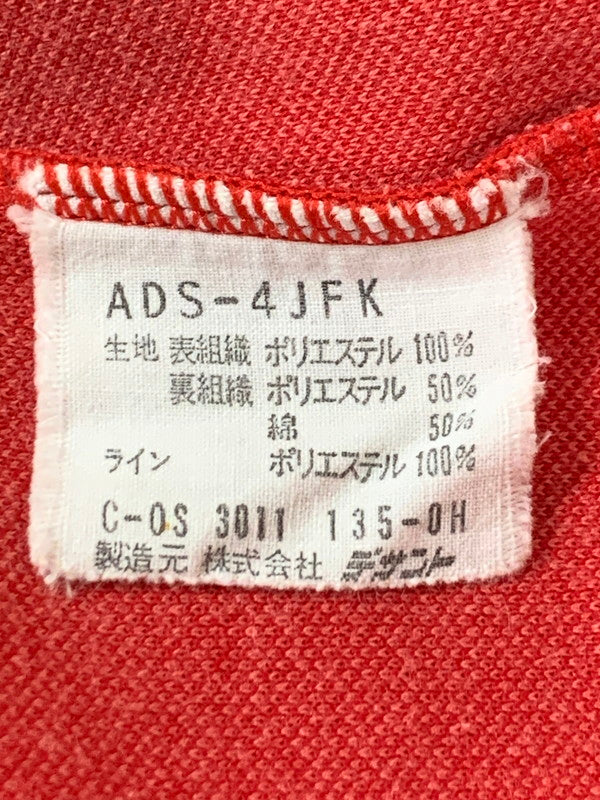 ADS-4JFK
生地 表組織 ポリエステル 100%
裏組織 ポリエステル 50%
綿 50%
ライン ポリエステル 100%
C-OS 3011 135-OH
製造元 株式会社 デサント